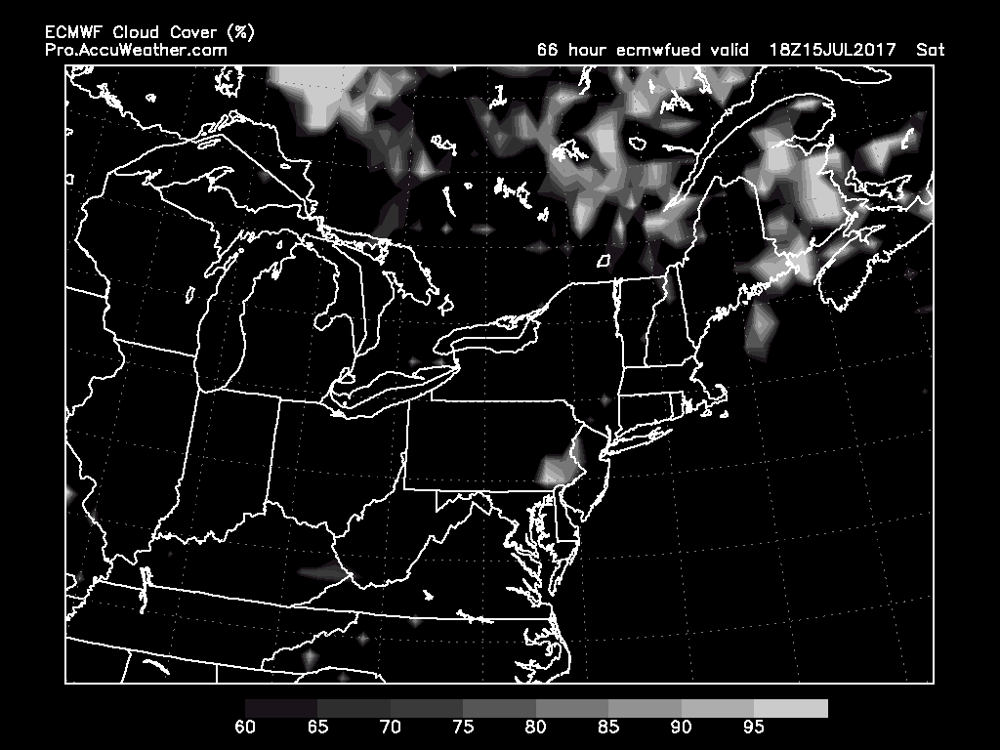 ECMWF Cloud Cover (%)
Pro.AccuWeather.com
66 hour ecmwfued valid 18Z15JUL2017 Sat
60 65 70 75 80 85 90 95